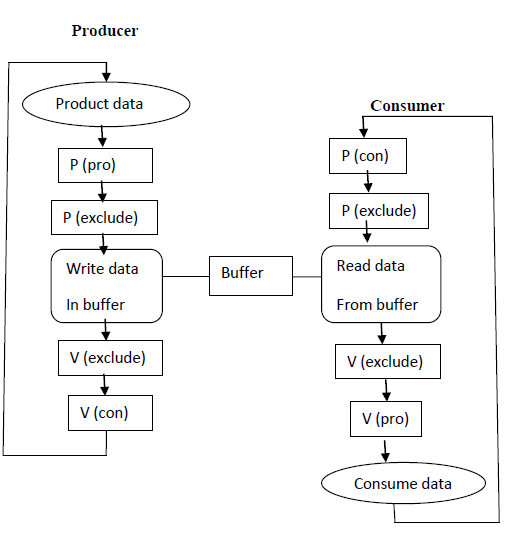 Producer
Product data
P (pro)
P (exclude)
Write data
In buffer
V (exclude)
V (con)
Buffer
Consumer
P (con)
P (exclude)
Read data
From buffer
V (exclude)
V (pro)
Consume data